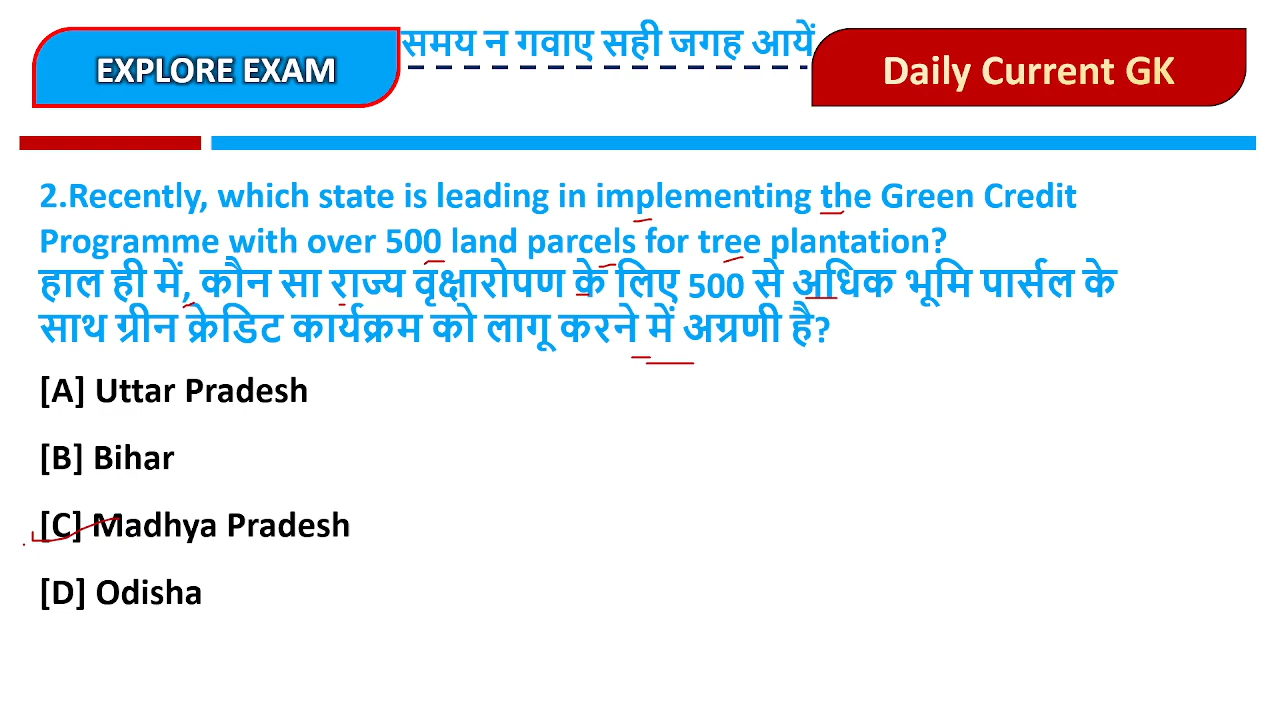 समय न गवाए सही जगह आयें
EXPLORE EXAM
Daily Current GK
2.Recently, which state is leading in implementing the Green Credit
Programme with over 500 land parcels for tree plantation?
हाल ही में, कौन सा राज्य वृक्षारोपण के लिए 500 से अधिक भूमि पार्सल के
साथ ग्रीन क्रेडिट कार्यक्रम को लागू करने में अग्रणी है?
[A] Uttar Pradesh
[B] Bihar
[C] Madhya Pradesh
[D] Odisha